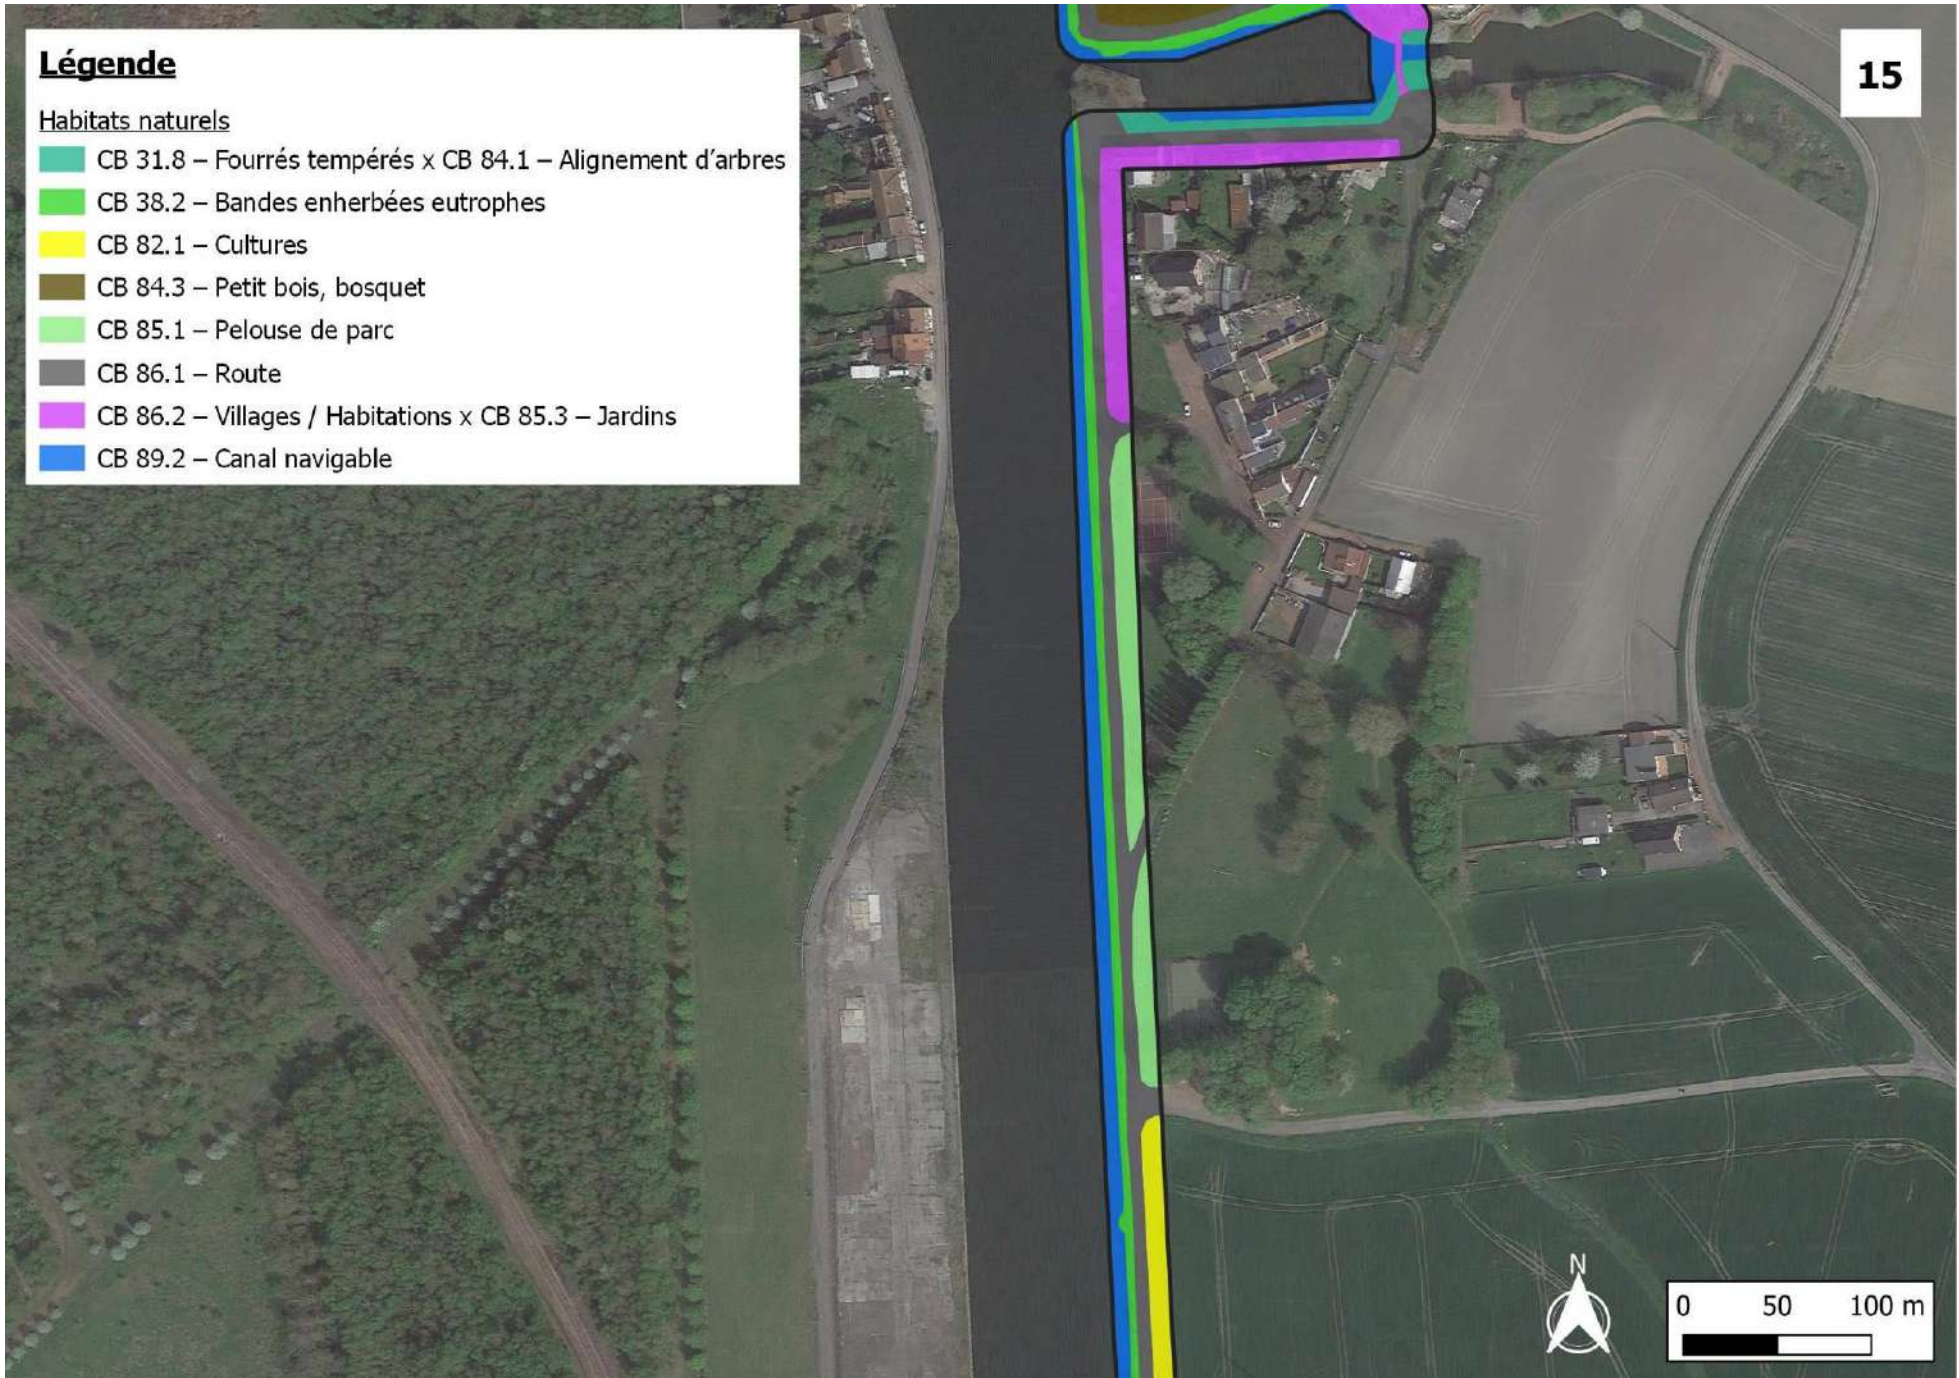 Légende
15
Habitats naturels
CB 31.8 – Fourrés tempérés x CB 84.1 – Alignement d'arbres
CB 38.2 – Bandes enherbées eutrophes
CB 82.1 – Cultures
CB 84.3 – Petit bois, bosquet
CB 85.1 – Pelouse de parc
CB 86.1 – Route
CB 86.2 – Villages / Habitations x CB 85.3 – Jardins
CB 89.2 – Canal navigable
N
0 50 100 m